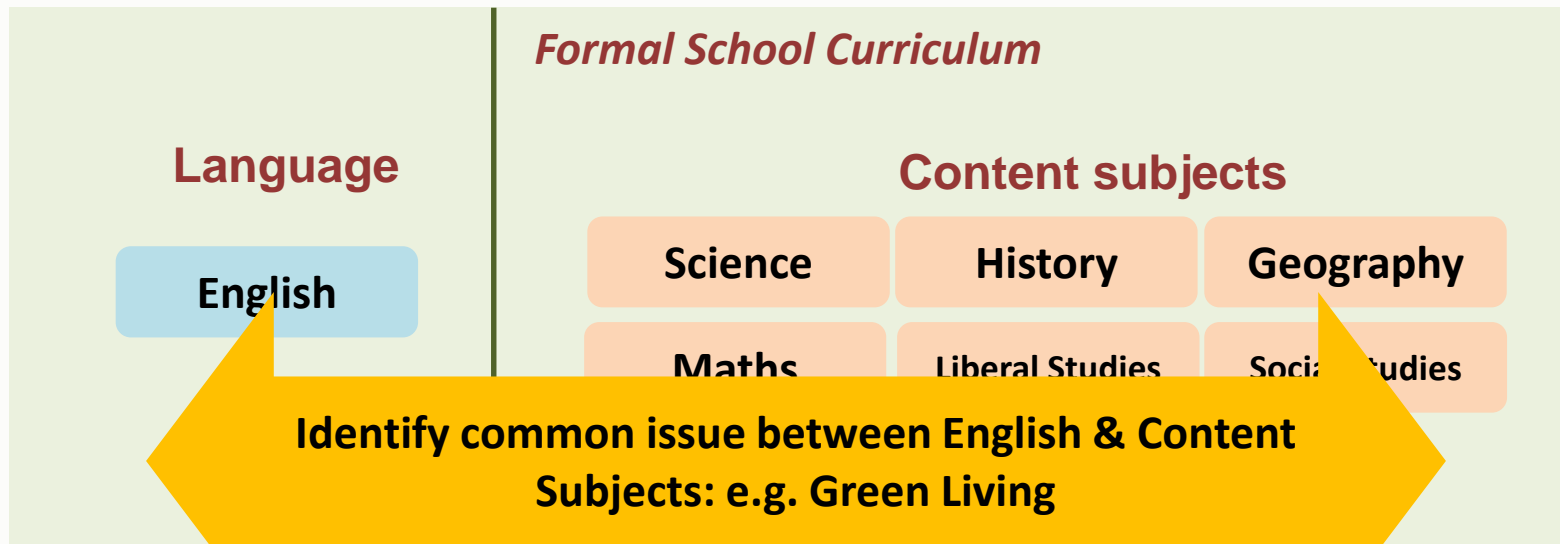 Formal School Curriculum
Language
Content subjects
English
Science
History
Geography
Maths
Liberal Studies
Social Studies
Identify common issue between English & Content
Subjects: e.g. Green Living